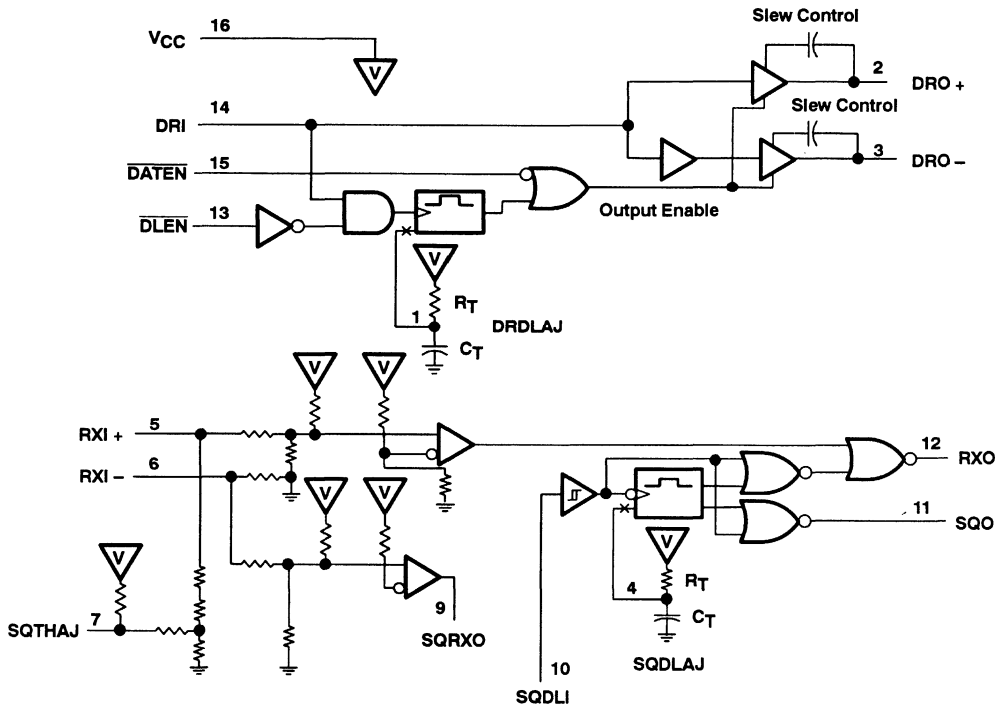 Slew Control
VCC 16
V
2 DRO +
DRI 14
Slew Control
DATEN 15
3 DRO –
DLEN 13
Output Enable
V
RT
1
DRDLAJ
CT
V V
RXI + 5
12 RXO
RXI – 6
V V
11 SQO
V
V
RT
4
CT
SQTHAJ 7
9
SQRXO
SQDLAJ
10
SQDLI